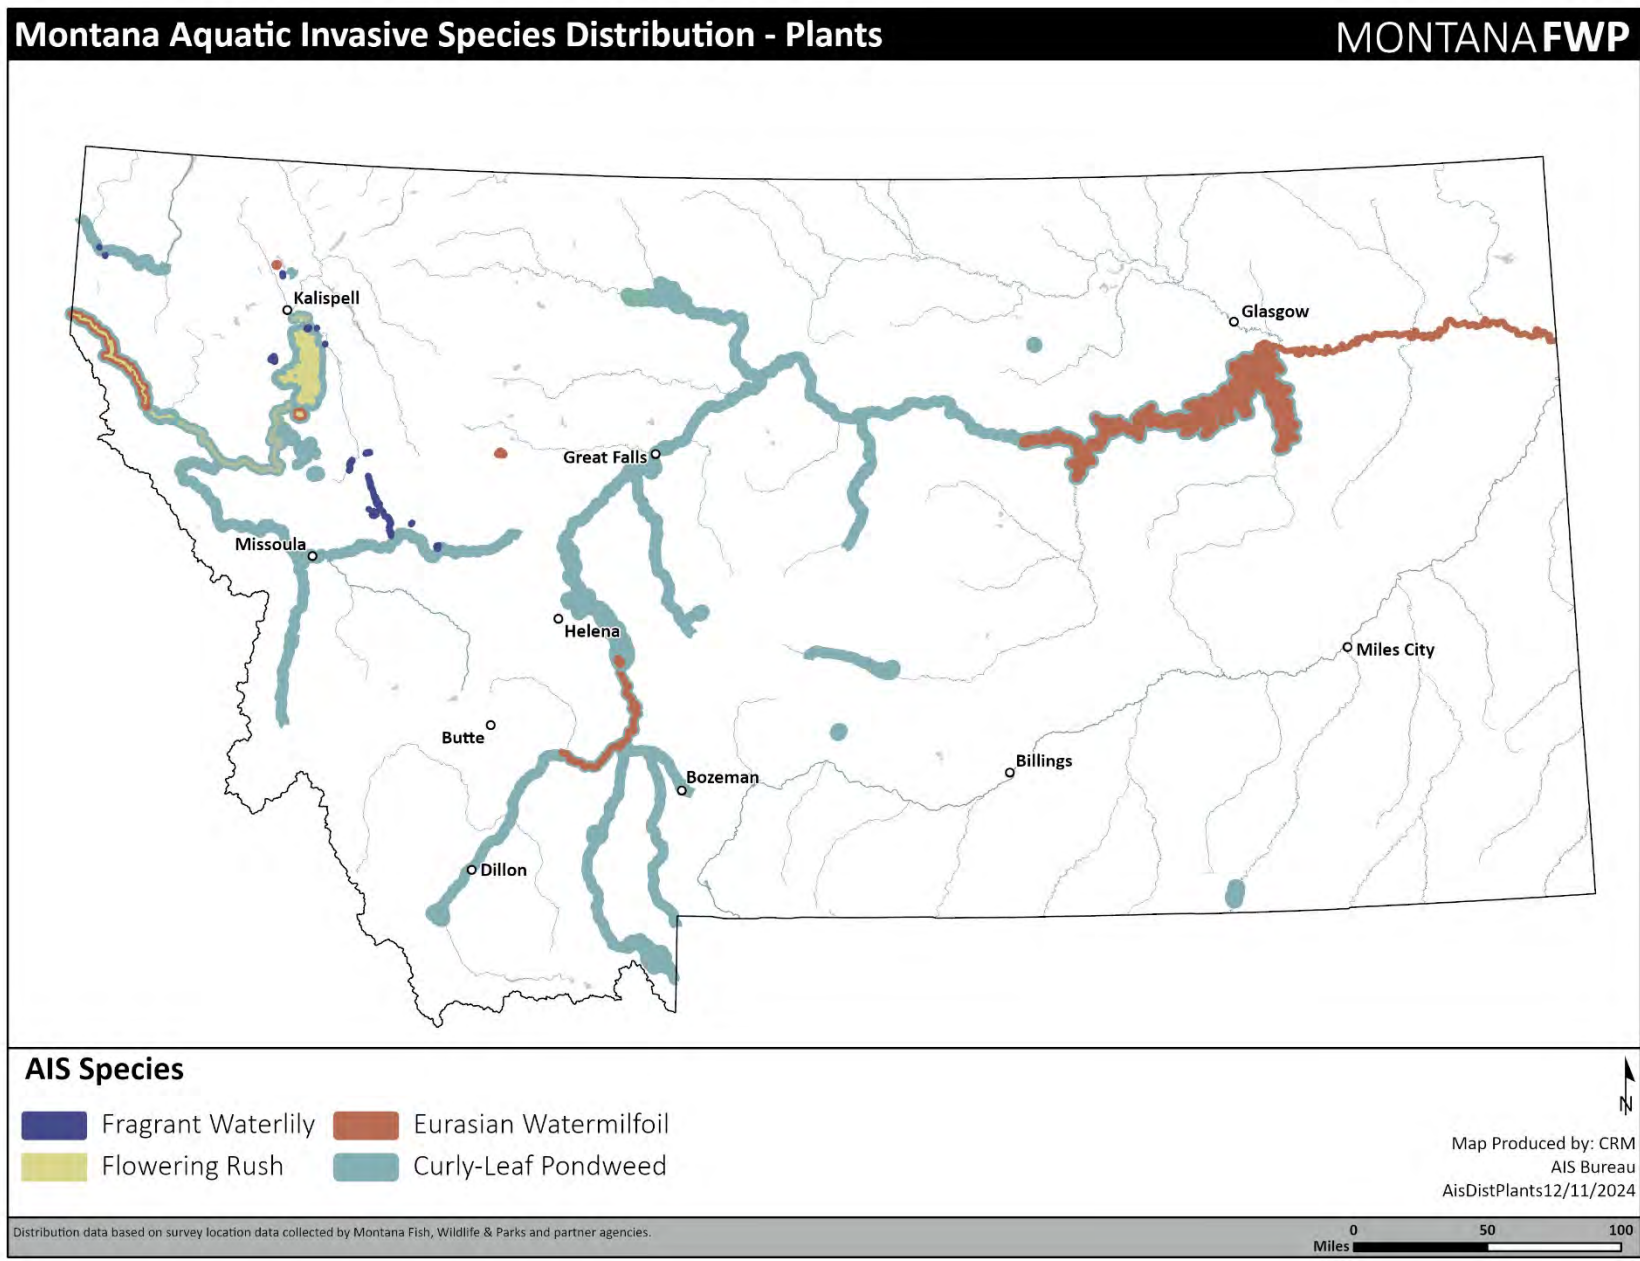 Montana Aquatic Invasive Species Distribution - Plants
MONTANA FWP
Kalispell
Glasgow
Great Falls
Missoula
Helena
Miles City
Butte
Billings
Bozeman
Dillon
AIS Species
Fragrant Waterlily
Eurasian Watermilfoil
Flowering Rush
Curly-Leaf Pondweed
N
Map Produced by: CRM
AIS Bureau
AisDistPlants12/11/2024
Distribution data based on survey location data collected by Montana Fish, Wildlife & Parks and partner agencies.
0 50 100
Miles